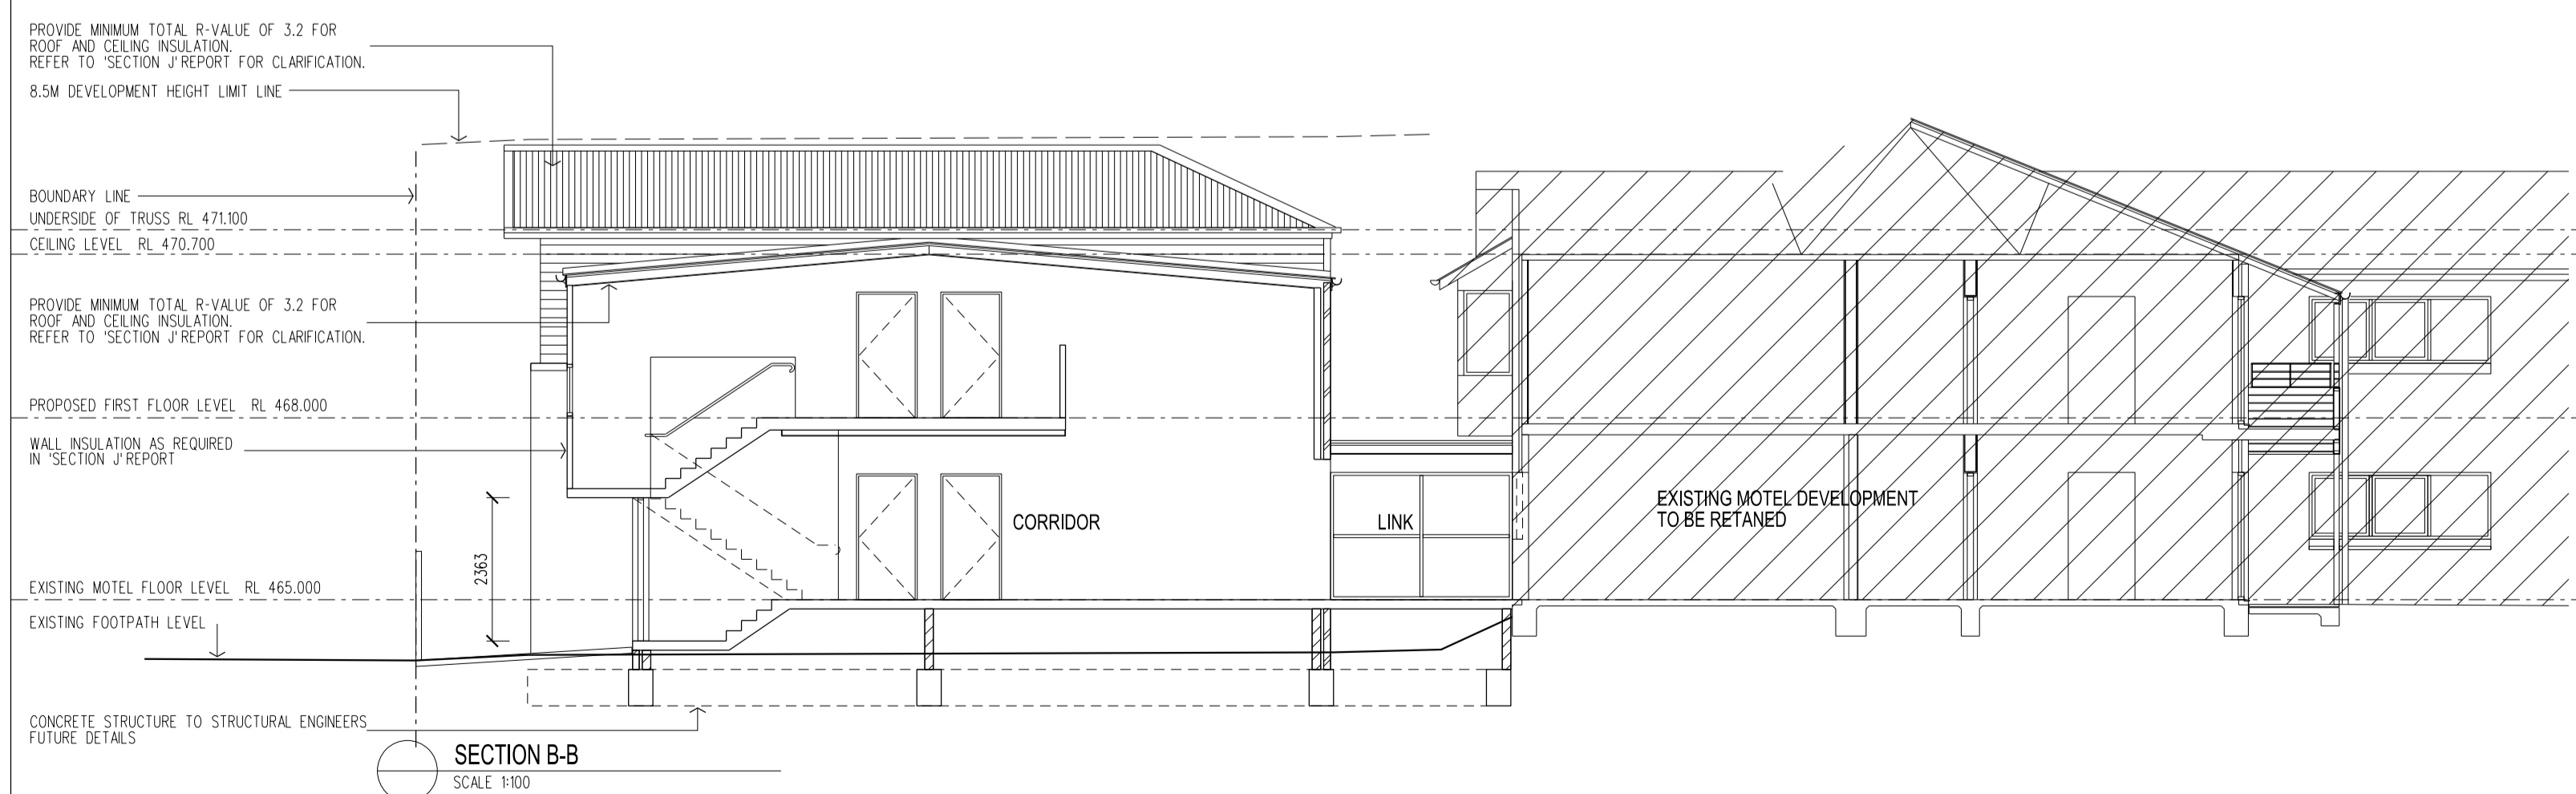 PROVIDE MINIMUM TOTAL R-VALUE OF 3.2 FOR
ROOF AND CEILING INSULATION.
REFER TO 'SECTION J' REPORT FOR CLARIFICATION.
8.5M DEVELOPMENT HEIGHT LIMIT LINE
BOUNDARY LINE
UNDERSIDE OF TRUSS RL 471.100
CEILING LEVEL RL 470.700
PROVIDE MINIMUM TOTAL R-VALUE OF 3.2 FOR
ROOF AND CEILING INSULATION.
REFER TO 'SECTION J' REPORT FOR CLARIFICATION.
PROPOSED FIRST FLOOR LEVEL RL 468.000
WALL INSULATION AS REQUIRED
IN 'SECTION J' REPORT
2363
CORRIDOR
LINK
EXISTING MOTEL DEVELOPMENT
TO BE RETANED
EXISTING MOTEL FLOOR LEVEL RL 465.000
EXISTING FOOTPATH LEVEL
CONCRETE STRUCTURE TO STRUCTURAL ENGINEERS
FUTURE DETAILS
SECTION B-B
SCALE 1:100